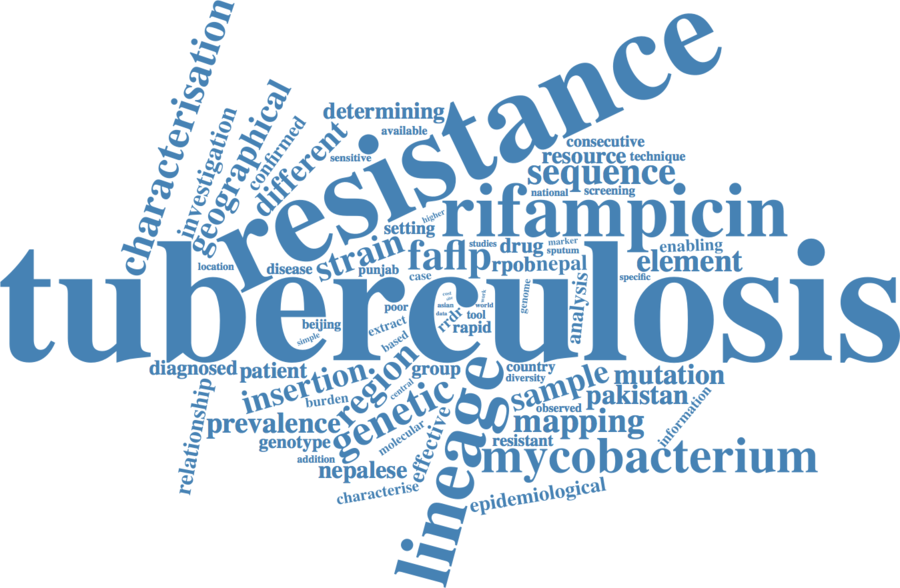 characterisation
resistance
investigation
geographical
confirmed
different
determining
available
sensitive
consecutive
resource technique
sequence
national screening
higher
setting
rifampicin
location
disease
strain
punjab
faflp
case
studies
drug
marker
sputum
rpob
nepal
enabling
element
specific
tuberculosis
genome
analysis
asian
data
world
work
poor
tool
rrdr
rapid
extract
based
beijing
simple
diagnosed
patient
insertion
burden
region
central
group
genetic
molecular
country
diversity
sample
mutation
observed
pakistan
information
relationship
prevalence
genotype
addition
nepalese
characterise
effective
lineage
mapping
resistant
mycobacterium
epidemiological